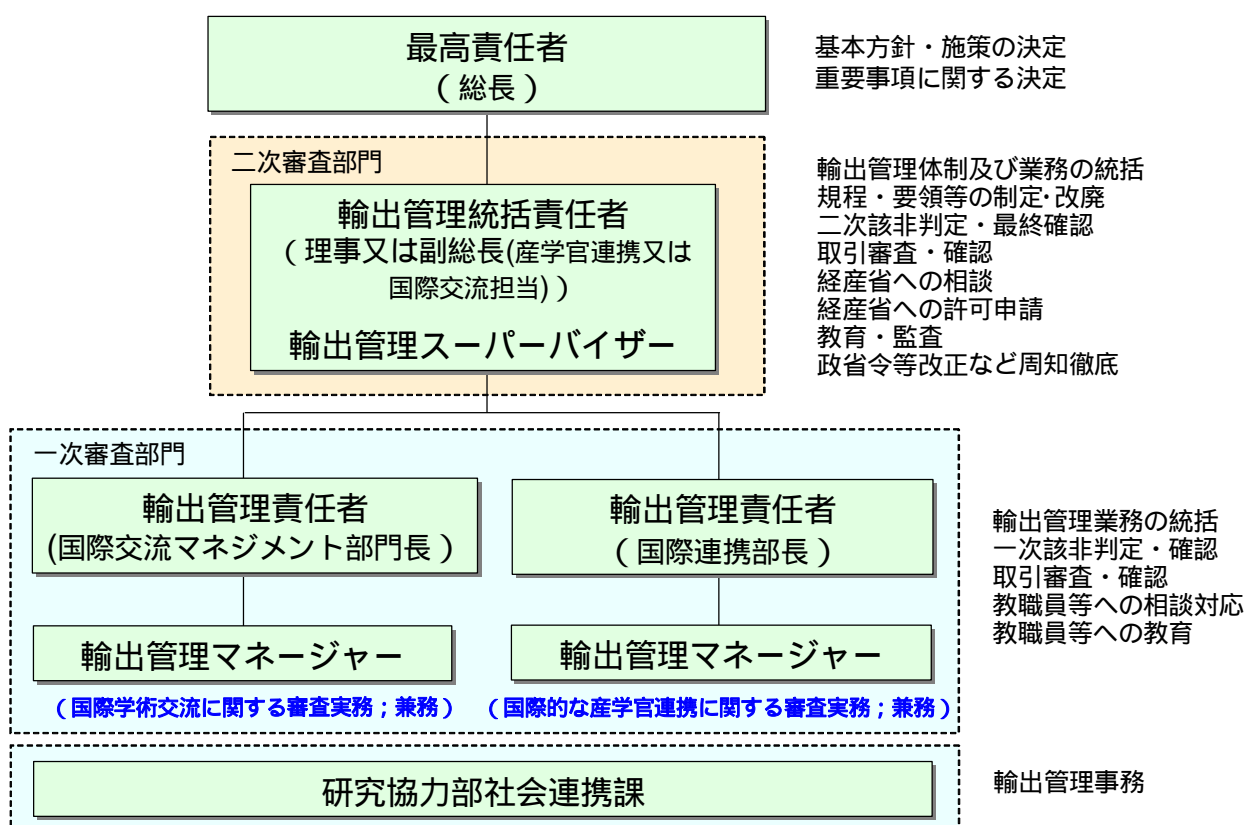 最高責任者
（総長）
基本方針・施策の決定
重要事項に関する決定
二次審査部門
輸出管理統括責任者
（理事又は副総長(産学官連携又は
国際交流担当)）
輸出管理スーパーバイザー
輸出管理体制及び業務の統括
規程・要領等の制定・改廃
二次該非判定・最終確認
取引審査・確認
経産省への相談
経産省への許可申請
教育・監査
政省令等改正など周知徹底
一次審査部門
輸出管理責任者
(国際交流マネジメント部門長）
輸出管理責任者
（国際連携部長）
輸出管理マネージャー
（国際学術交流に関する審査実務；兼務）
輸出管理マネージャー
（国際的な産学官連携に関する審査実務；兼務）
輸出管理業務の統括
一次該非判定・確認
取引審査・確認
教職員等への相談対応
教職員等への教育
研究協力部社会連携課
輸出管理事務